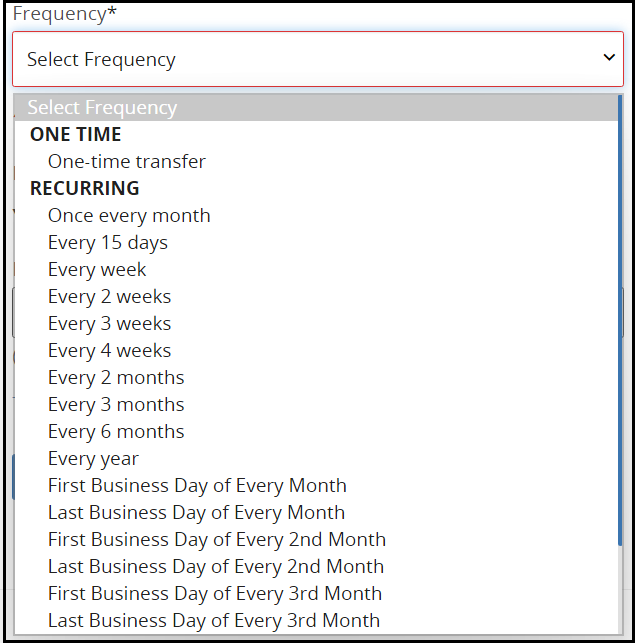 Frequency*
Select Frequency
Select Frequency
ONE TIME
One-time transfer
RECURRING
Once every month
Every 15 days
Every week
Every 2 weeks
Every 3 weeks
Every 4 weeks
Every 2 months
Every 3 months
Every 6 months
Every year
First Business Day of Every Month
Last Business Day of Every Month
First Business Day of Every 2nd Month
Last Business Day of Every 2nd Month
First Business Day of Every 3rd Month
Last Business Day of Every 3rd Month